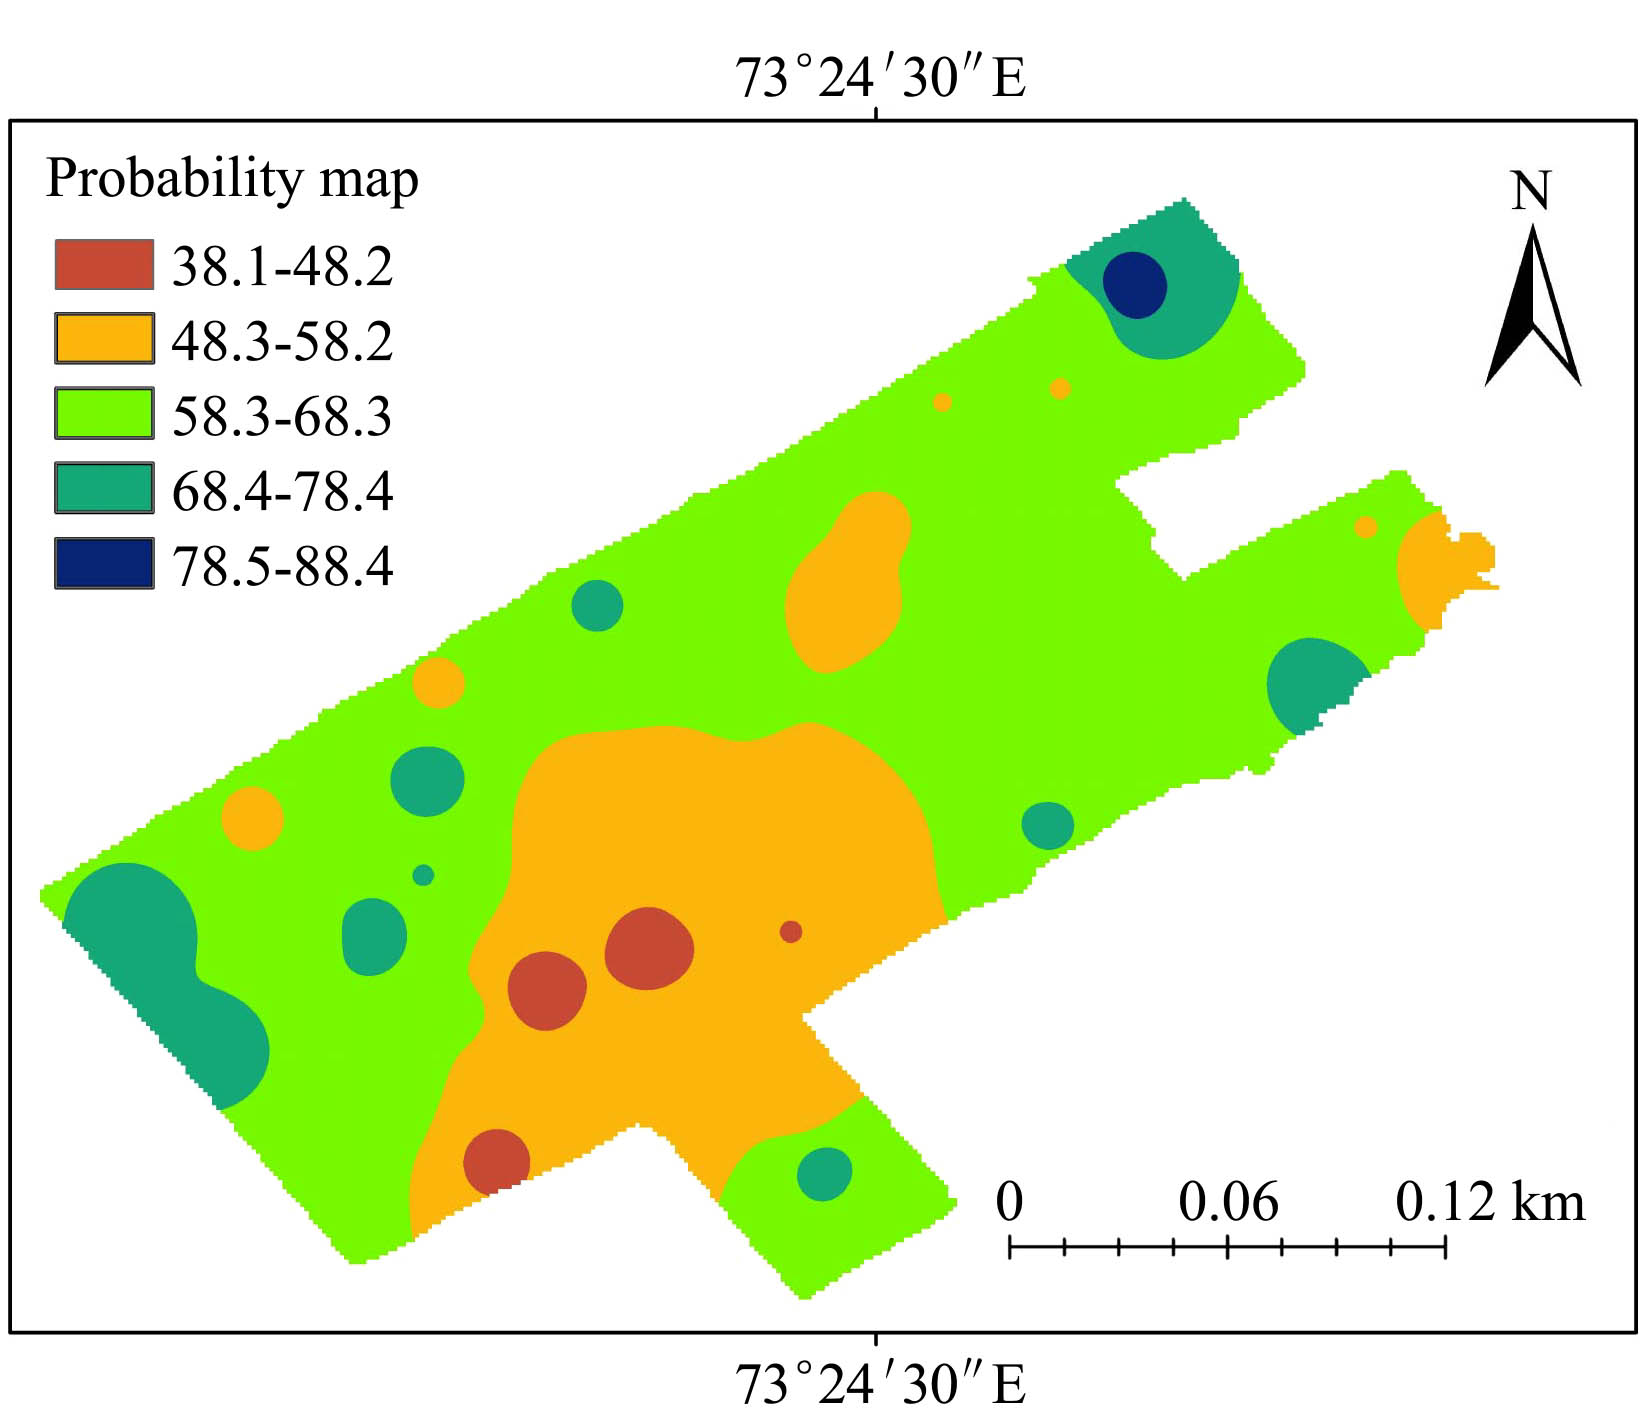 73°24′30″E
Probability map
N
38.1-48.2
48.3-58.2
58.3-68.3
68.4-78.4
78.5-88.4
0 0.06 0.12 km
73°24′30″E